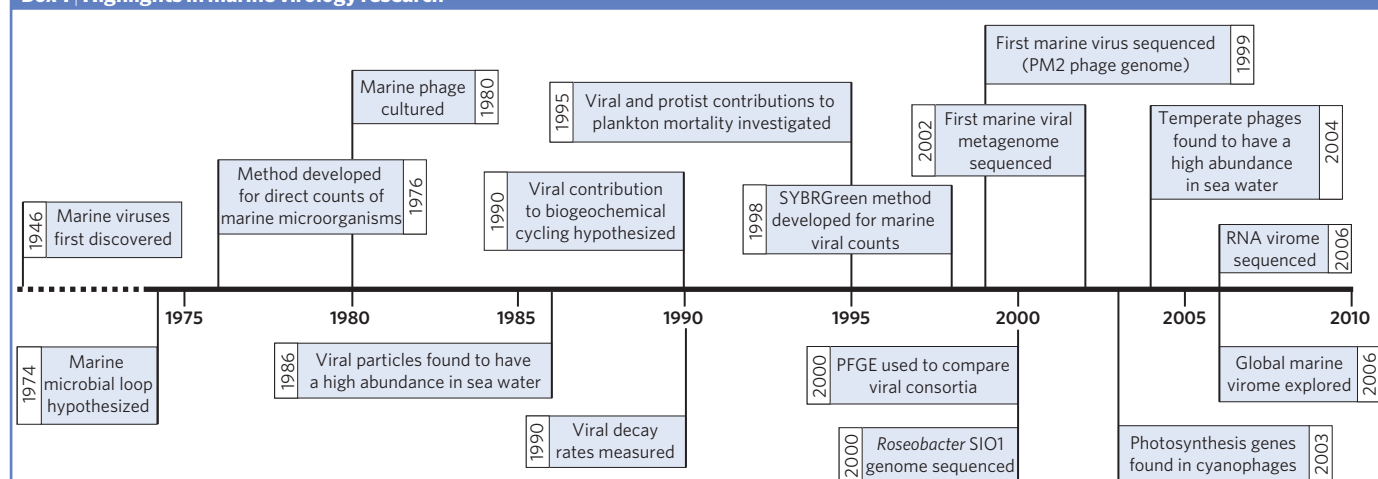 Box 1 | Highlights in marine virology research
1946
Marine viruses
first discovered
Method developed
for direct counts of
marine microorganisms
1976
Marine phage
cultured
1980
1995
Viral and protist contributions to
plankton mortality investigated
1990
Viral contribution
to biogeochemical
cycling hypothesized
1998
SYBRGreen method
developed for marine
viral counts
First marine virus sequenced
(PM2 phage genome)
1999
2002
First marine viral
metagenome
sequenced
Temperate phages
found to have a
high abundance
in sea water
2004
RNA virome
sequenced
2006
1975 1980 1985 1990 1995 2000 2005 2010
1974
Marine
microbial loop
hypothesized
1986
Viral particles found to have
a high abundance in sea water
1990
Viral decay
rates measured
2000
PFGE used to compare
viral consortia
2000
Roseobacter SIO1
genome sequenced
Global marine
virome explored
2006
Photosynthesis genes
found in cyanophages
2003